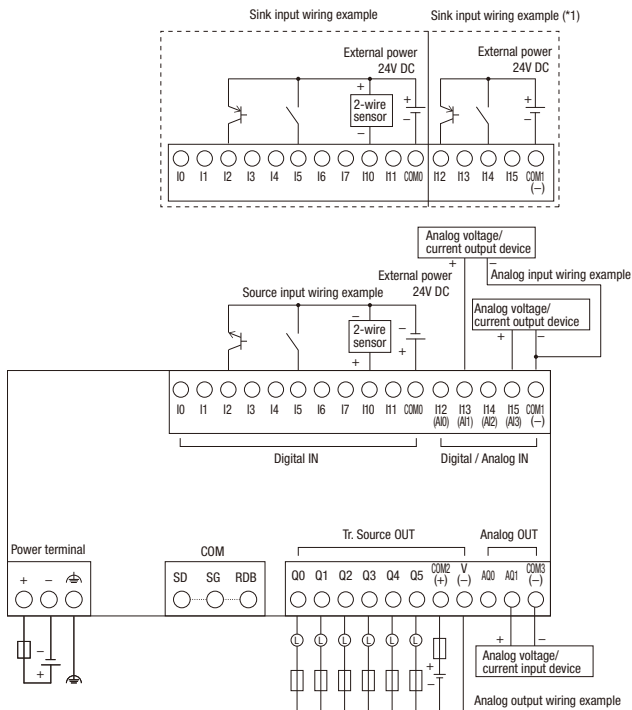 Sink input wiring example
Sink input wiring example (*1)
External power
24V DC
External power
24V DC
+
2-wire
sensor
−
+
−
+
−
I0 I1 I2 I3 I4 I5 I6 I7 I10 I11 COM0 I12 I13 I14 I15 COM1
(−)
Analog voltage/
current output device
+ −
External power
24V DC
Analog input wiring example
Source input wiring example
Analog voltage/
current output device
+ −
−
2-wire
sensor
+
−
+
I0 I1 I2 I3 I4 I5 I6 I7 I10 I11 COM0 I12 I13 I14 I15 COM1
(AI0) (AI1) (AI2) (AI3) (−)
Digital IN
Digital / Analog IN
Tr. Source OUT
Analog OUT
Power terminal
COM
+ −
SD SG RDB
Q0 Q1 Q2 Q3 Q4 Q5 COM2 V AQ0 AQ1 COM3
(+) (−) (−)
L L L L L L
−
+
+
−
+ −
Analog voltage/
current input device
Analog output wiring example